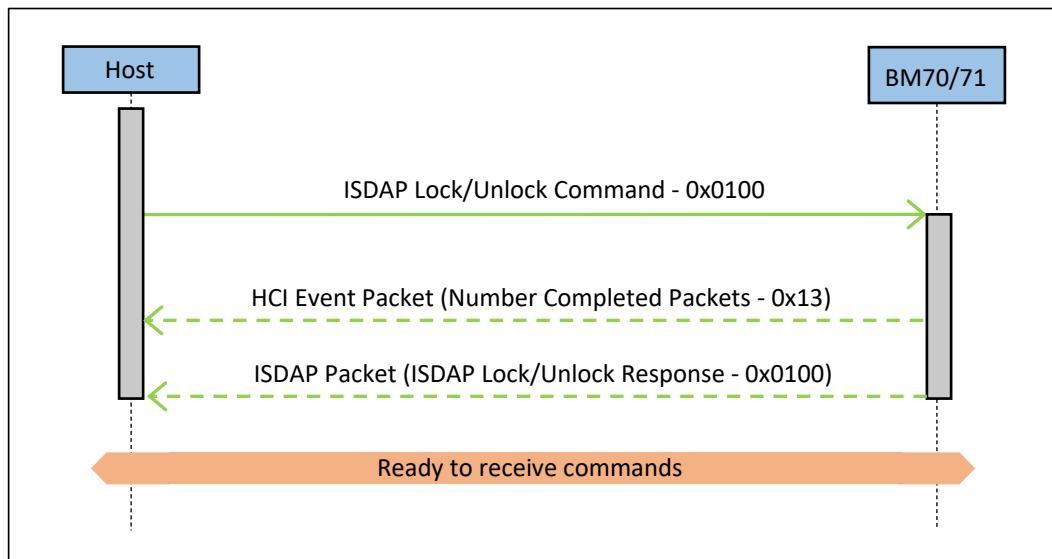 Host
BM70/71
ISDAP Lock/Unlock Command - 0x0100
HCI Event Packet (Number Completed Packets - 0x13)
ISDAP Packet (ISDAP Lock/Unlock Response - 0x0100)
Ready to receive commands